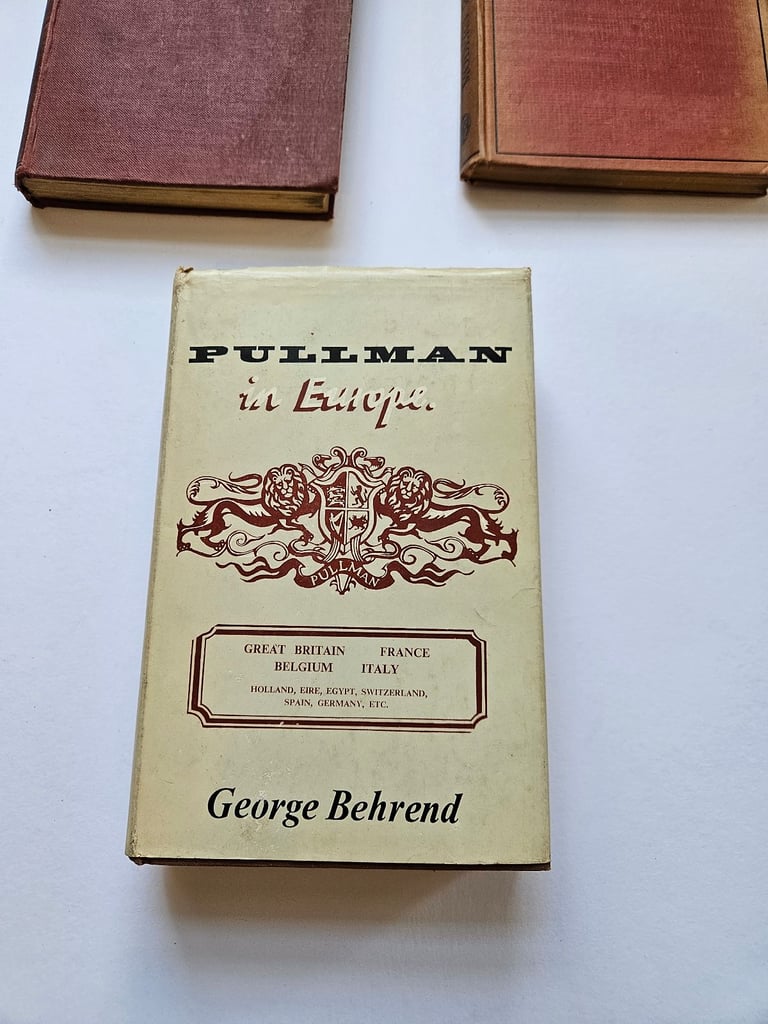 PULLMAN
in Europe.
PULLMAN
GREAT BRITAIN FRANCE
BELGIUM ITALY
HOLLAND, EIRE, EGYPT, SWITZERLAND,
SPAIN, GERMANY, ETC.
George Behrend